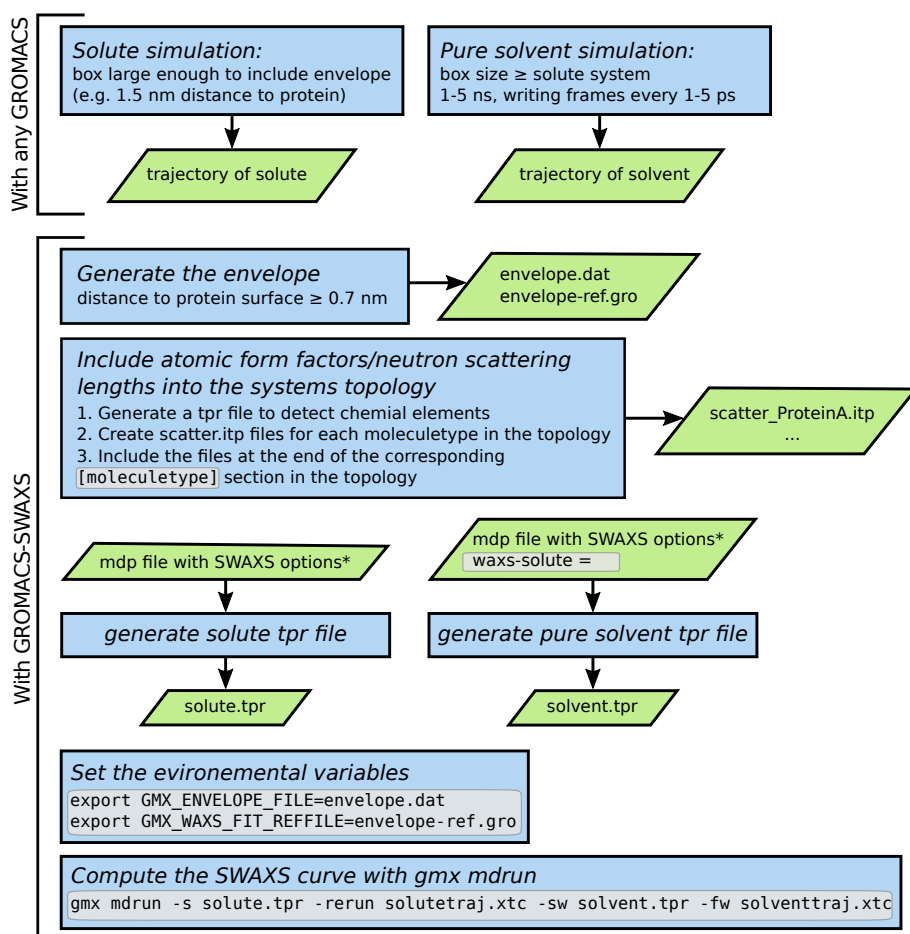 With any GROMACS
Solute simulation:
box large enough to include envelope
(e.g. 1.5 nm distance to protein)
Pure solvent simulation:
box size ≥ solute system
1-5 ns, writing frames every 1-5 ps
trajectory of solute
trajectory of solvent
With GROMACS-SWAXS
Generate the envelope
distance to protein surface ≥ 0.7 nm
envelope.dat
envelope-ref.gro
Include atomic form factors/neutron scattering
lengths into the systems topology
1. Generate a tpr file to detect chemial elements
2. Create scatter.itp files for each moleculetype in the topology
3. Include the files at the end of the corresponding
[moleculetype] section in the topology
scatter_ProteinA.itp
...
mdp file with SWAXS options*
mdp file with SWAXS options*
waxs-solute =
generate solute tpr file
generate pure solvent tpr file
solute.tpr
solvent.tpr
Set the evironemental variables
export GMX_ENVELOPE_FILE=envelope.dat
export GMX_WAXS_FIT_REFFILE=envelope-ref.gro
Compute the SWAXS curve with gmx mdrun
gmx mdrun -s solute.tpr -rerun solutetraj.xtc -sw solvent.tpr -fw solventtraj.xtc